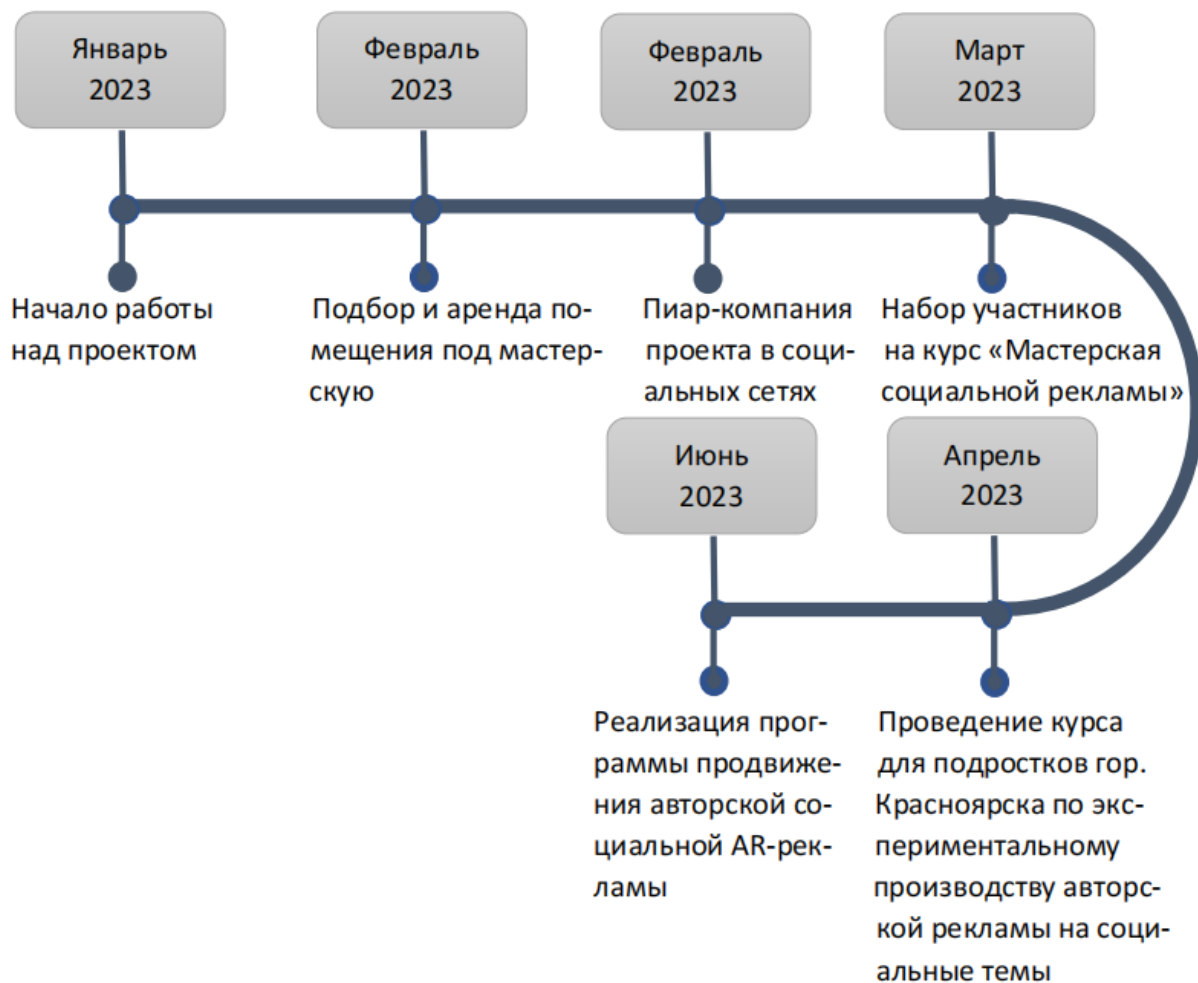 Январь
2023
Февраль
2023
Февраль
2023
Март
2023
Начало работы
над проектом
Подбор и аренда по-
мещения под мастер-
скую
Пиар-компания
проекта в соци-
альных сетях
Набор участников
на курс «Мастерская
социальной рекламы»
Апрель
2023
Проведение курса
для подростков гор.
Красноярска по экс-
периментальному
производству авторс-
кой рекламы на соци-
альные темы
Июнь
2023
Реализация прог-
раммы продвиже-
ния авторской со-
циальной AR-рек-
ламы